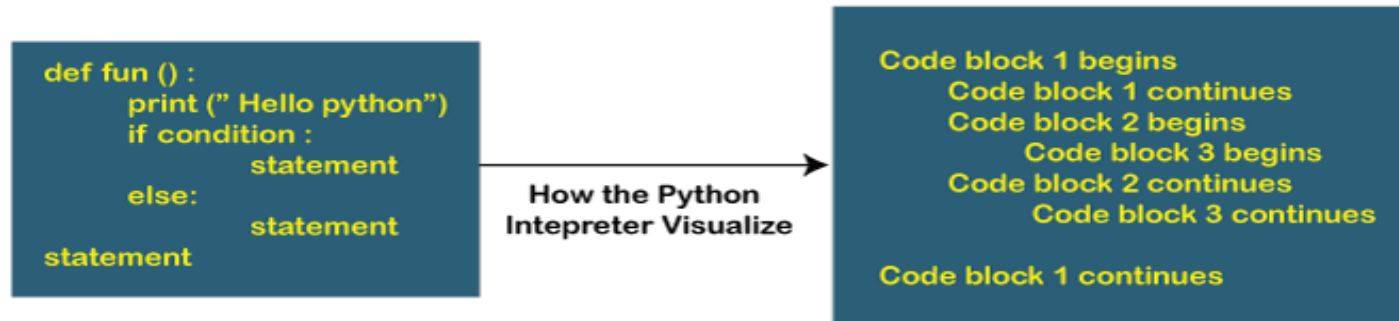 def fun () :
print (” Hello python”)
if condition :
statement
else:
statement
statement
How the Python
Intepreter Visualize
Code block 1 begins
Code block 1 continues
Code block 2 begins
Code block 3 begins
Code block 2 continues
Code block 3 continues
Code block 1 continues